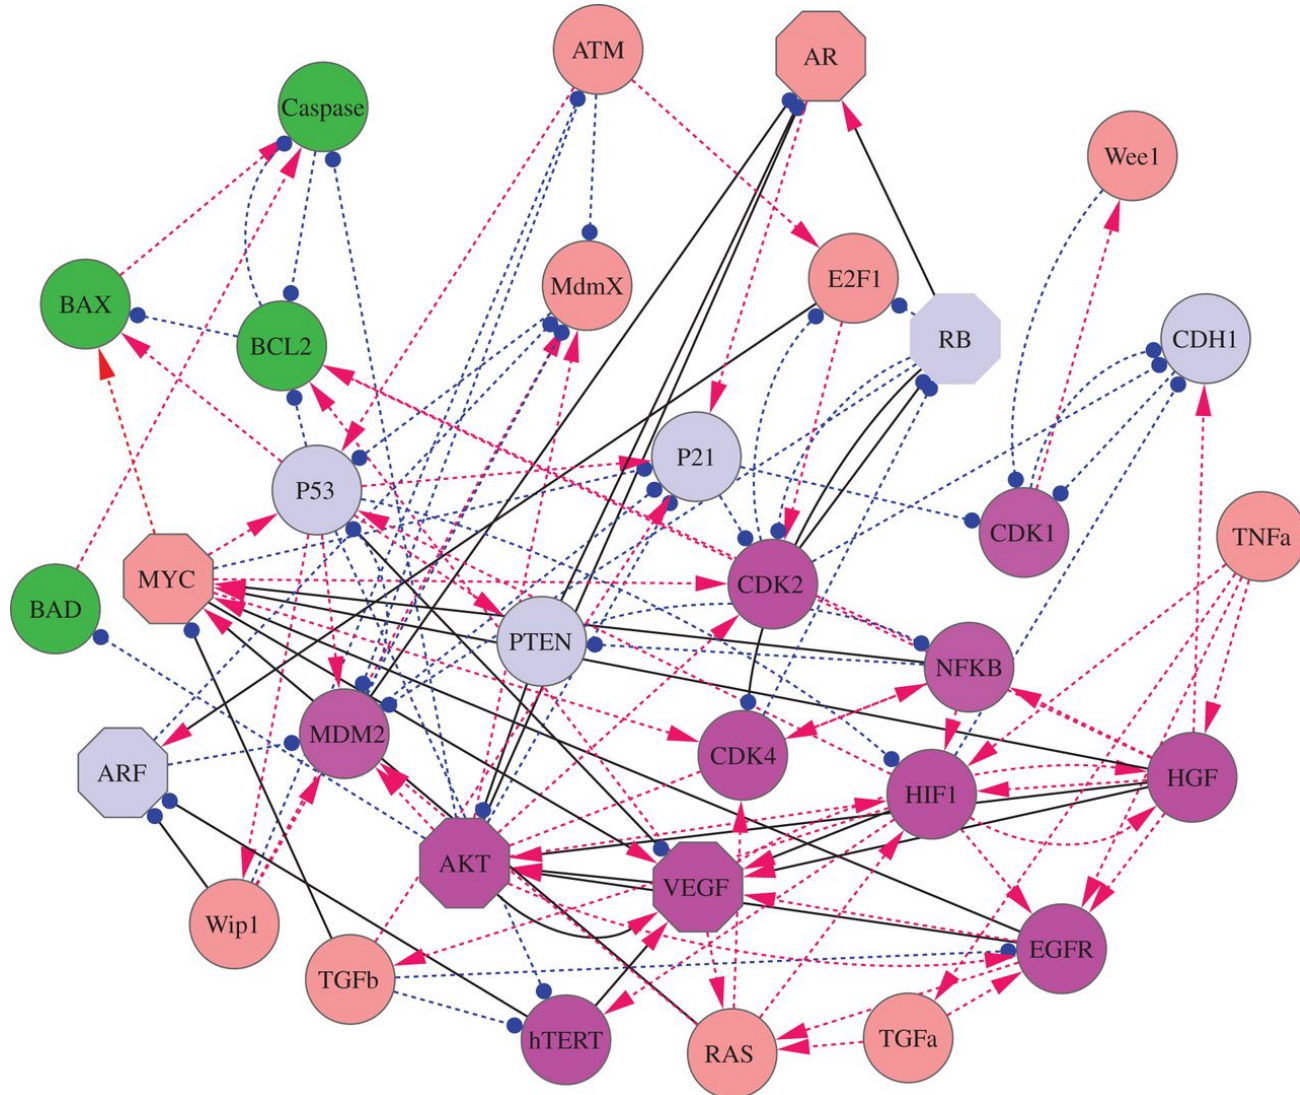 ATM
AR
Caspase
Wee1
E2F1
MdmX
BAX
RB
CDH1
BCL2
P21
P53
CDK1
TNFa
MYC
CDK2
BAD
PTEN
NFKB
MDM2
CDK4
ARF
HGF
HIF1
AKT
VEGF
Wip1
EGFR
TGFb
hTERT
TGFa
RAS